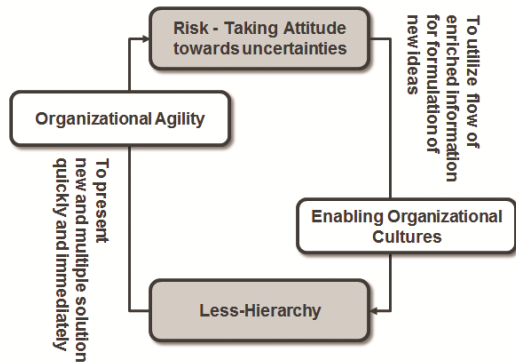 Risk - Taking Attitude
towards uncertainties
To utilize flow of
enriched information
for formulation of
new ideas
Organizational Agility
To present
new and multiple solution
quickly and immediately
Enabling Organizational
Cultures
Less-Hierarchy